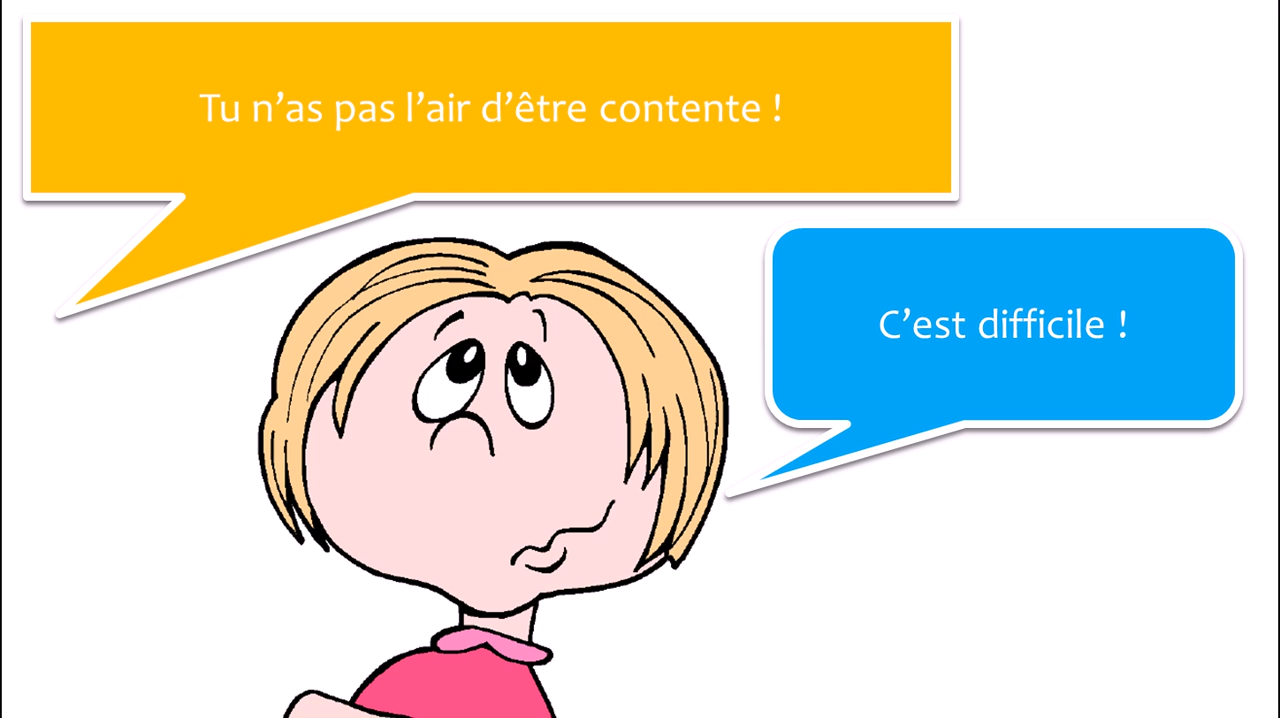 Tu n’as pas l’air d’être contente !
C’est difficile !